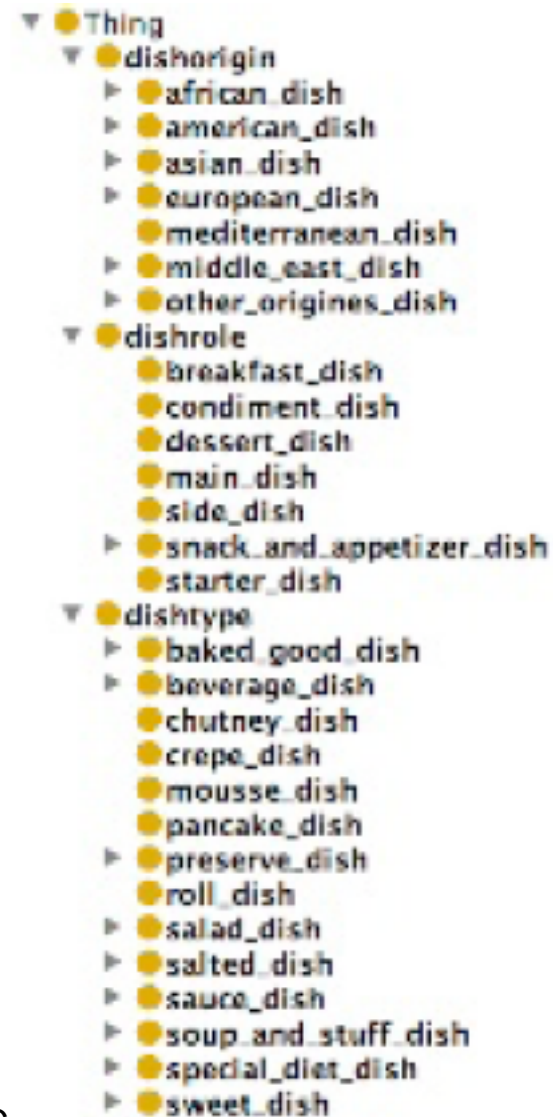 Thing
dishorigin
african_dish
american_dish
asian_dish
european_dish
mediterranean_dish
middle_east_dish
other_origines_dish
dishrole
breakfast_dish
condiment_dish
dessert_dish
main_dish
side_dish
snack_and_appetizer_dish
starter_dish
dishtype
baked_good_dish
beverage_dish
chutney_dish
crepe_dish
mousse_dish
pancake_dish
preserve_dish
roll_dish
salad_dish
salted_dish
sauce_dish
soup_and_stuff_dish
special_diet_dish
sweet_dish